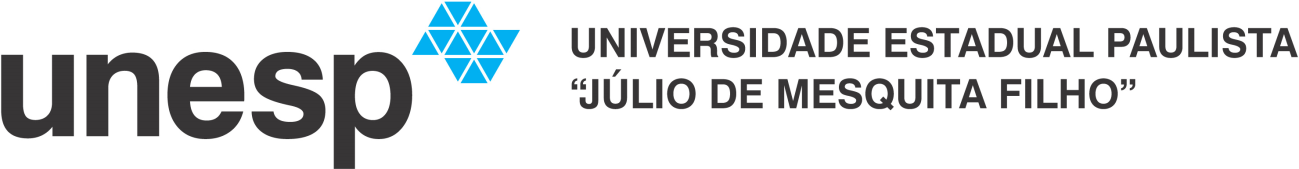 unesp
UNIVERSIDADE ESTADUAL PAULISTA
“JÚLIO DE MESQUITA FILHO”